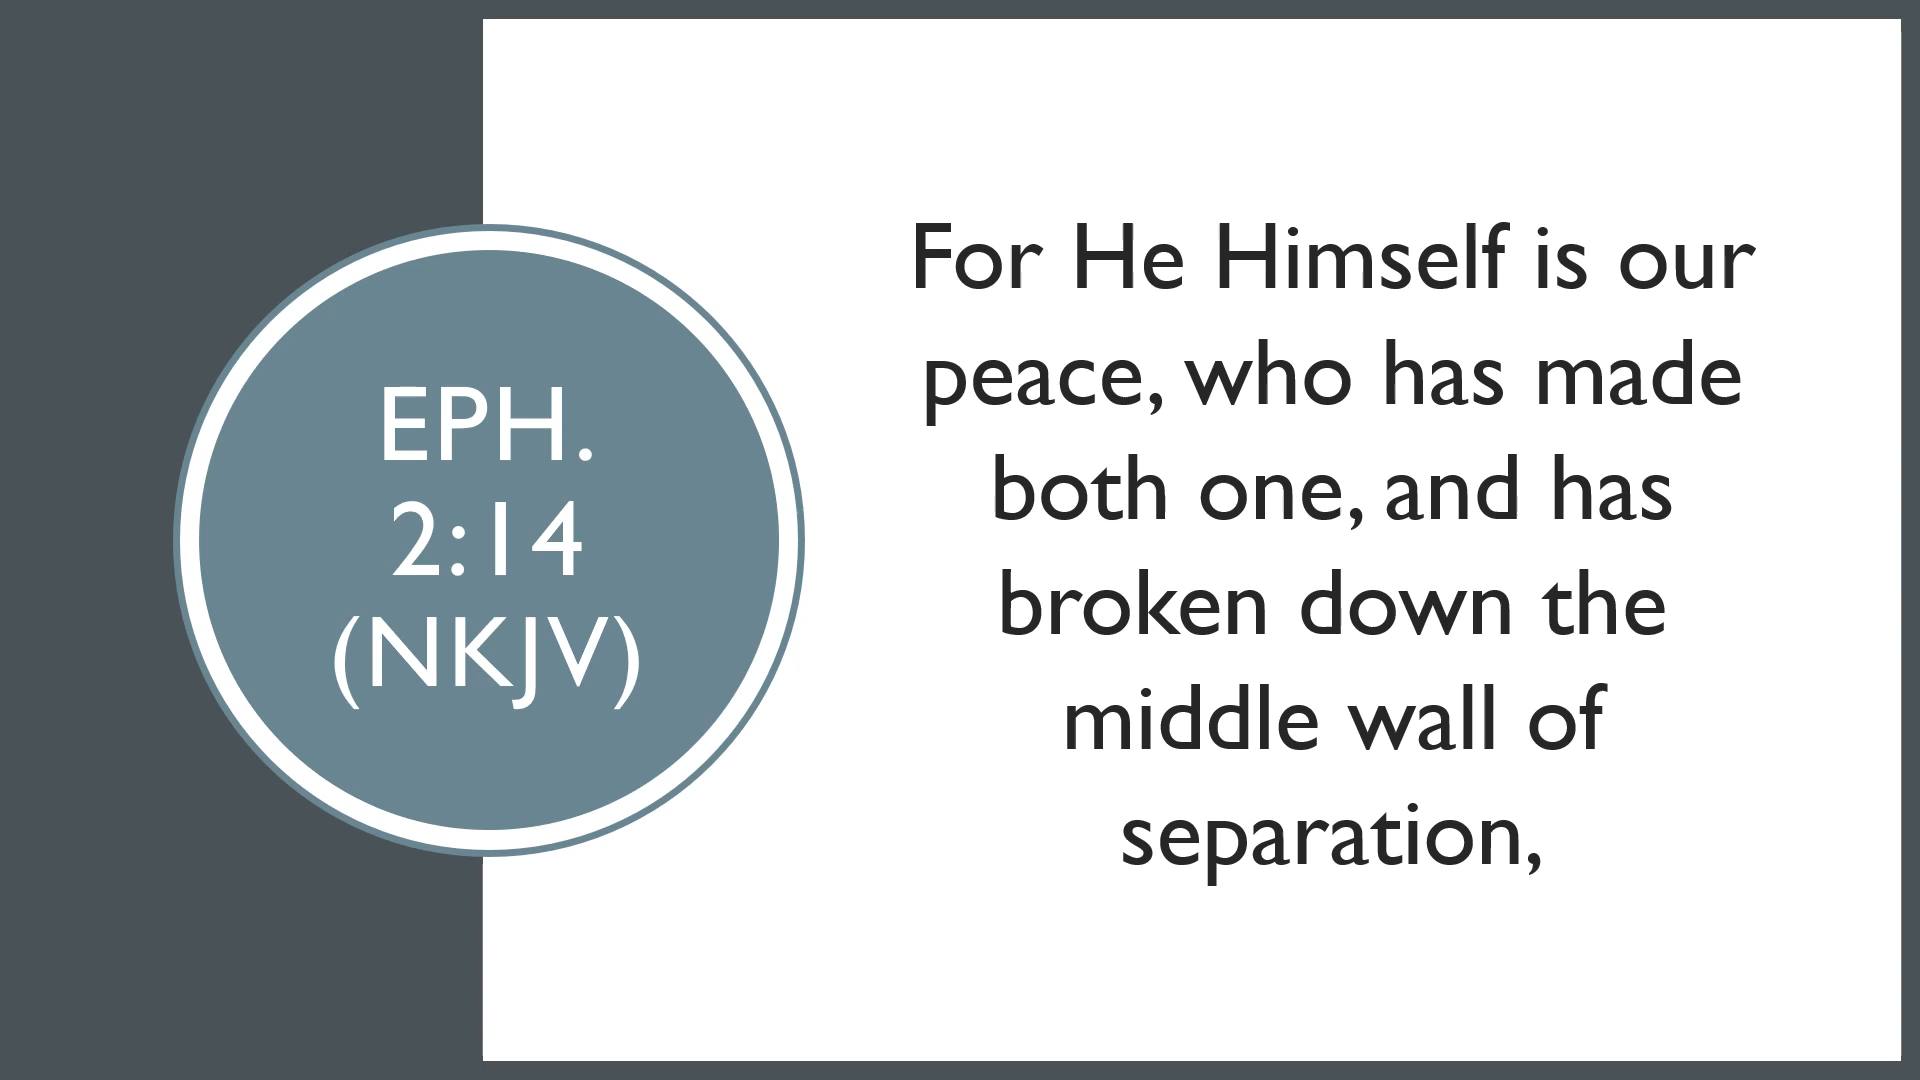 EPH.
2:14
(NKJV)
For He Himself is our
peace, who has made
both one, and has
broken down the
middle wall of
separation,